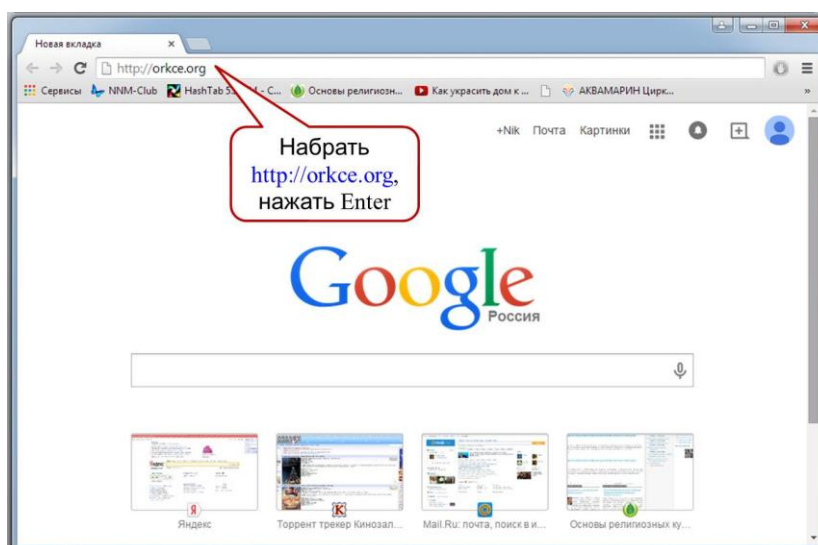 Новая вкладка
http://orkce.org
Сервисы NNM-Club HashTab - С... Основы религиозн... Как украсить дом к ... АКВАМАРИН Цирк... »
+Nik Почта Картинки
Набрать
http://orkce.org,
нажать Enter
Google
Россия
Яндекс Торрент трекер Кинозал... Mail.Ru: почта, поиск в и... Основы религиозных ку...